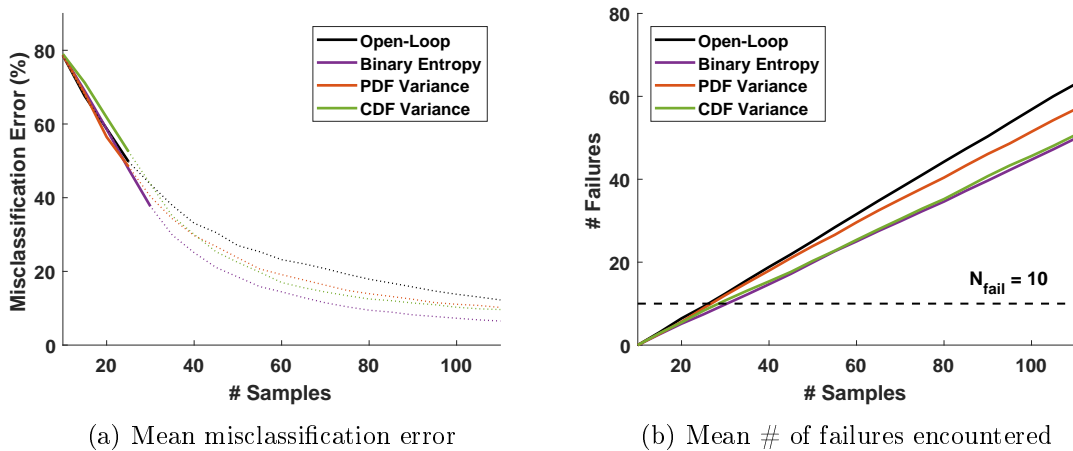 Misclassification Error (%)
80
60
40
20
0
20
40
60
80
100
# Samples
Open-Loop
Binary Entropy
PDF Variance
CDF Variance
(a) Mean misclassification error
# Failures
80
60
40
20
0
20
40
60
80
100
# Samples
Open-Loop
Binary Entropy
PDF Variance
CDF Variance
N_fail = 10
(b) Mean # of failures encountered